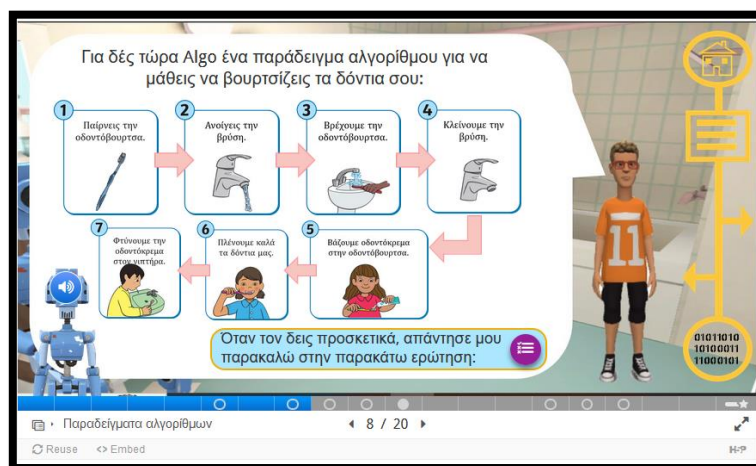 Για δές τώρα Algo ένα παράδειγμα αλγορίθμου για να
μάθεις να βουρτσίζεις τα δόντια σου:
1
Παίρνεις την
οδοντόβουρτσα.
2
Ανοίγεις την
βρύση.
3
Βρέχουμε την
οδοντόβουρτσα.
4
Κλείνουμε την
βρύση.
5
Βάζουμε οδοντόκρεμα
στην οδοντόβουρτσα.
6
Πλένουμε καλά
τα δόντια μας.
7
Φτύνουμε την
οδοντόκρεμα
στον νιπτήρα.
Όταν τον δεις προσκετικά, απάντησε μου
παρακαλώ στην παρακάτω ερώτηση:
11
01011010
10100011
11000101
Παραδείγματα αλγορίθμων
8 / 20
Reuse <> Embed
H5P